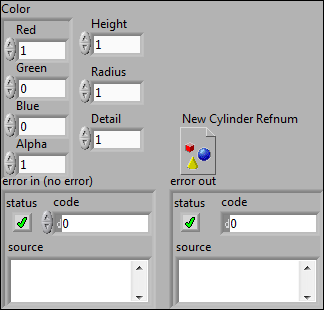 Color
Red
1
Green
0
Blue
0
Alpha
1
Height
1
Radius
1
Detail
1
New Cylinder Refnum
error in (no error)
status
code
0
source
error out
status
code
0
source